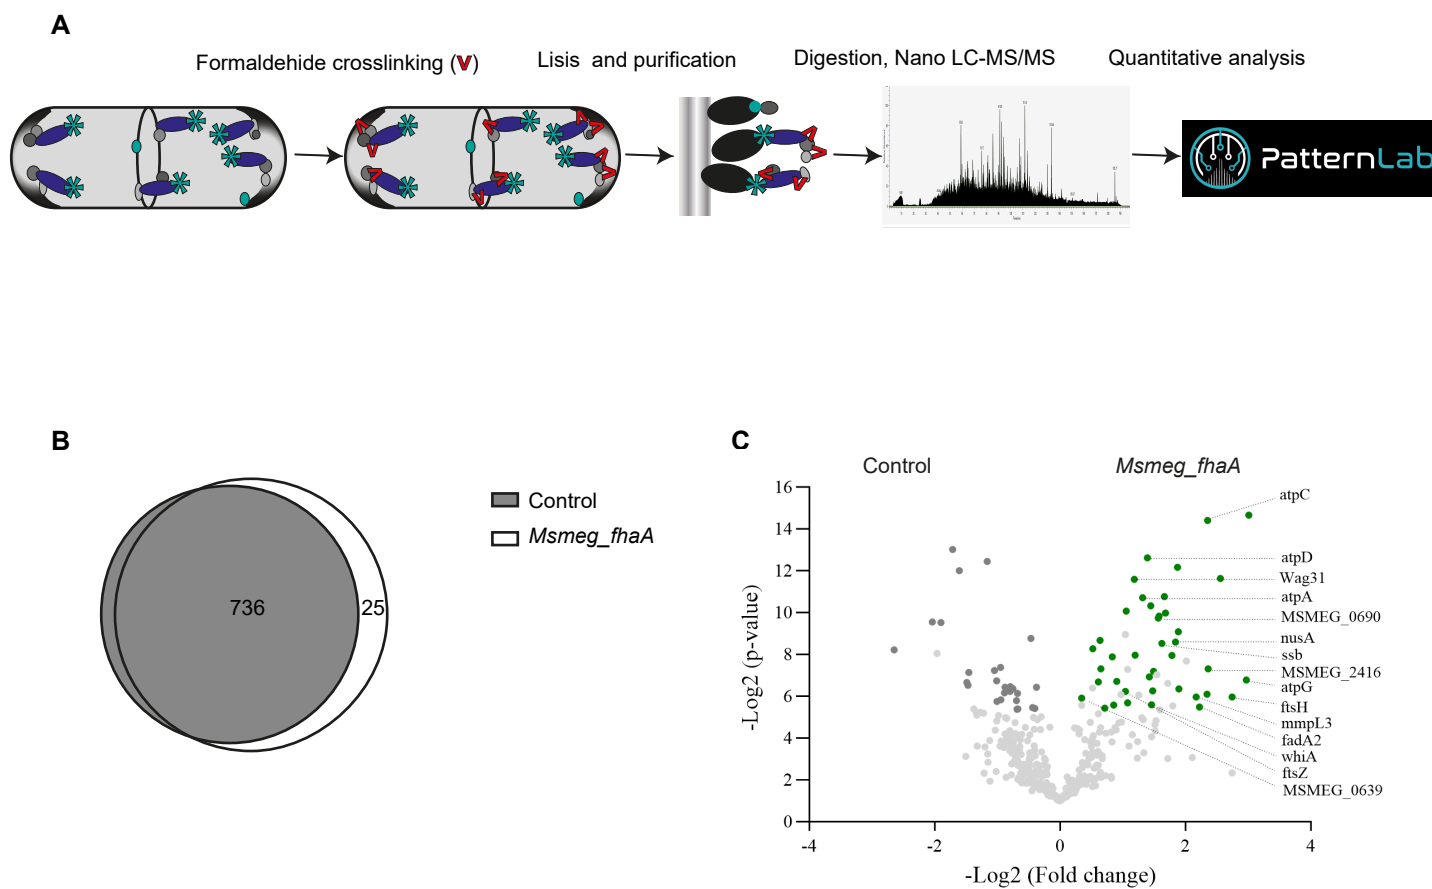 A
Formaldehide crosslinking (V)
Lisis and purification
Digestion, Nano LC-MS/MS
Quantitative analysis
PatternLab
B
736
25
Control
Msmeg_fhaA
C
Control
Msmeg_fhaA
-Log2 (p-value)
16
14
12
10
8
6
4
2
0
-4
-2
0
2
4
-Log2 (Fold change)
atpC
atpD
Wag31
atpA
MSMEG_0690
nusA
ssb
MSMEG_2416
atpG
ftsH
mmpL3
fadA2
whiA
ftsZ
MSMEG_0639